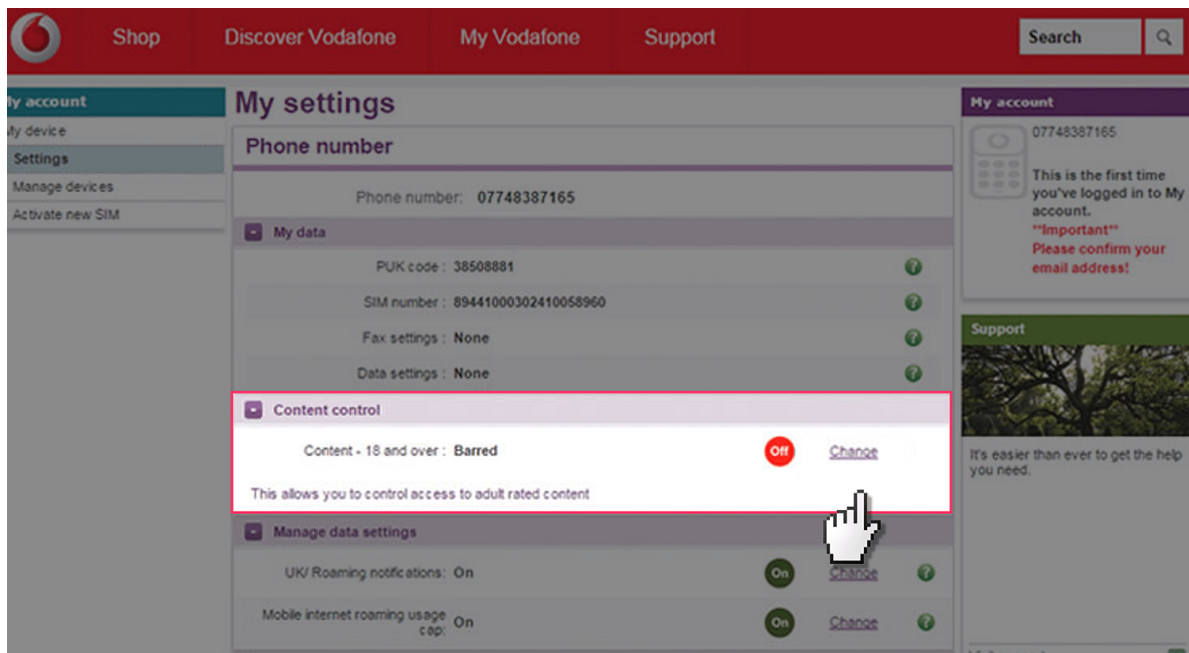 Shop Discover Vodafone My Vodafone Support Search
My account
My device
Settings
Manage devices
Activate new SIM
My settings
Phone number
Phone number: 07748387165
My data
PUK code : 38508881
SIM number : 89441000302410058960
Fax settings : None
Data settings : None
Content control
Content - 18 and over : Barred Off Change
This allows you to control access to adult rated content
Manage data settings
UK/ Roaming notifications: On On Change
Mobile internet roaming usage
cap: On On Change
My account
07748387165
This is the first time
you've logged in to My
account.
**Important**
Please confirm your
email address!
Support
It's easier than ever to get the help
you need.